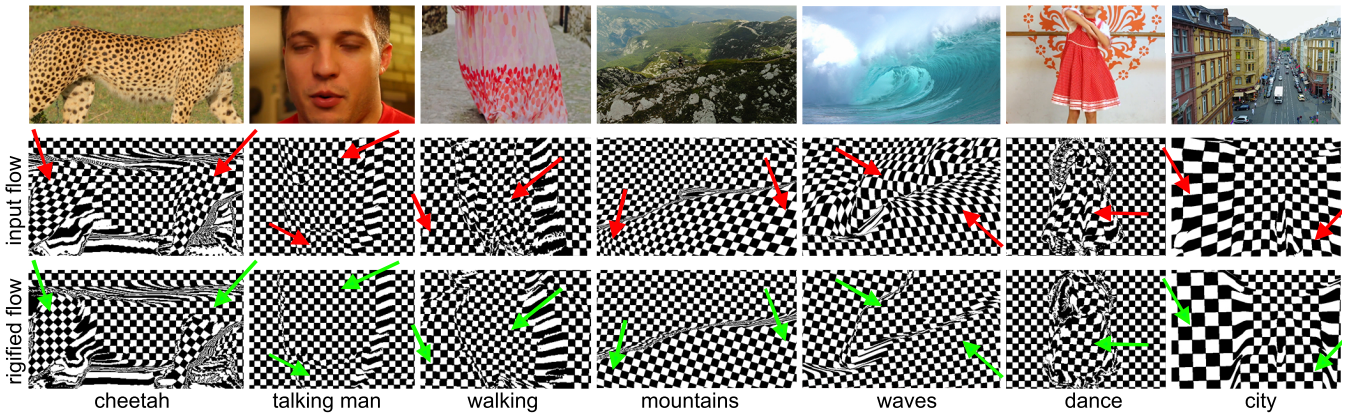 input flow
rigified flow
cheetah
talking man
walking
mountains
waves
dance
city